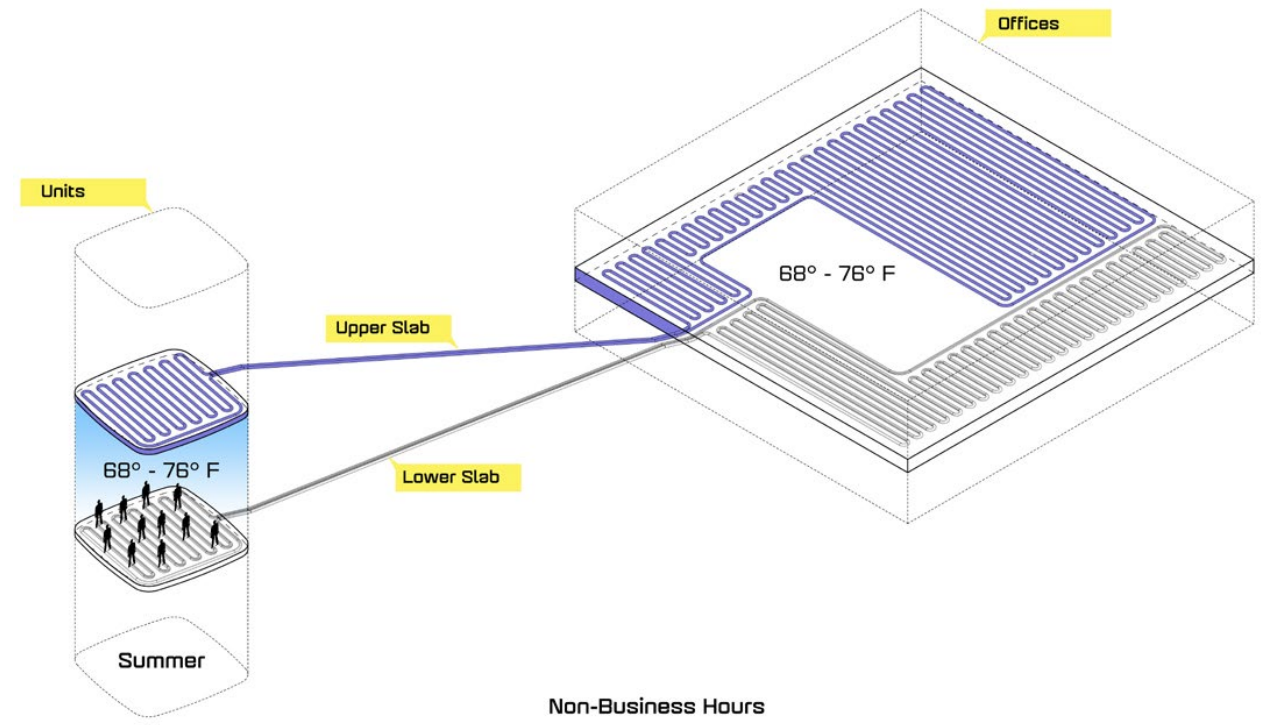 Offices
Units
68° - 76° F
Upper Slab
68° - 76° F
Lower Slab
Summer
Non-Business Hours